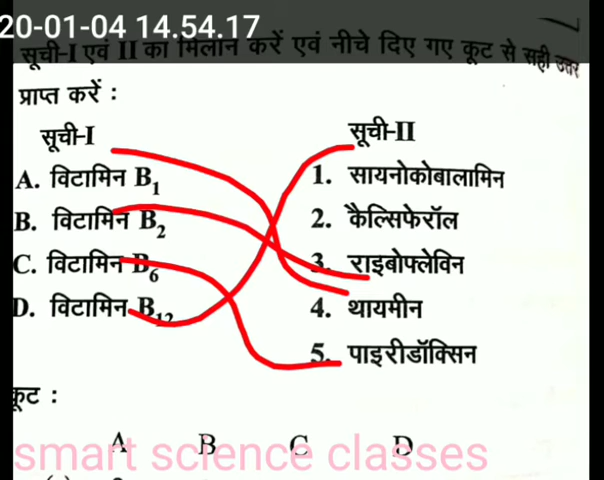 20-01-04 14.54.17
सूची-I एवं II का मिलान करें एवं नीचे दिए गए कूट से सही उत्तर
प्राप्त करें :
सूची-I सूची-II
A. विटामिन B₁ 1. सायनोकोबालामिन
B. विटामिन B₂ 2. कैल्सिफेरॉल
C. विटामिन B₆ 3. राइबोफ्लेविन
D. विटामिन B₁₂ 4. थायमीन
5. पाइरीडॉक्सिन
कूट :
A B C D
smart science classes